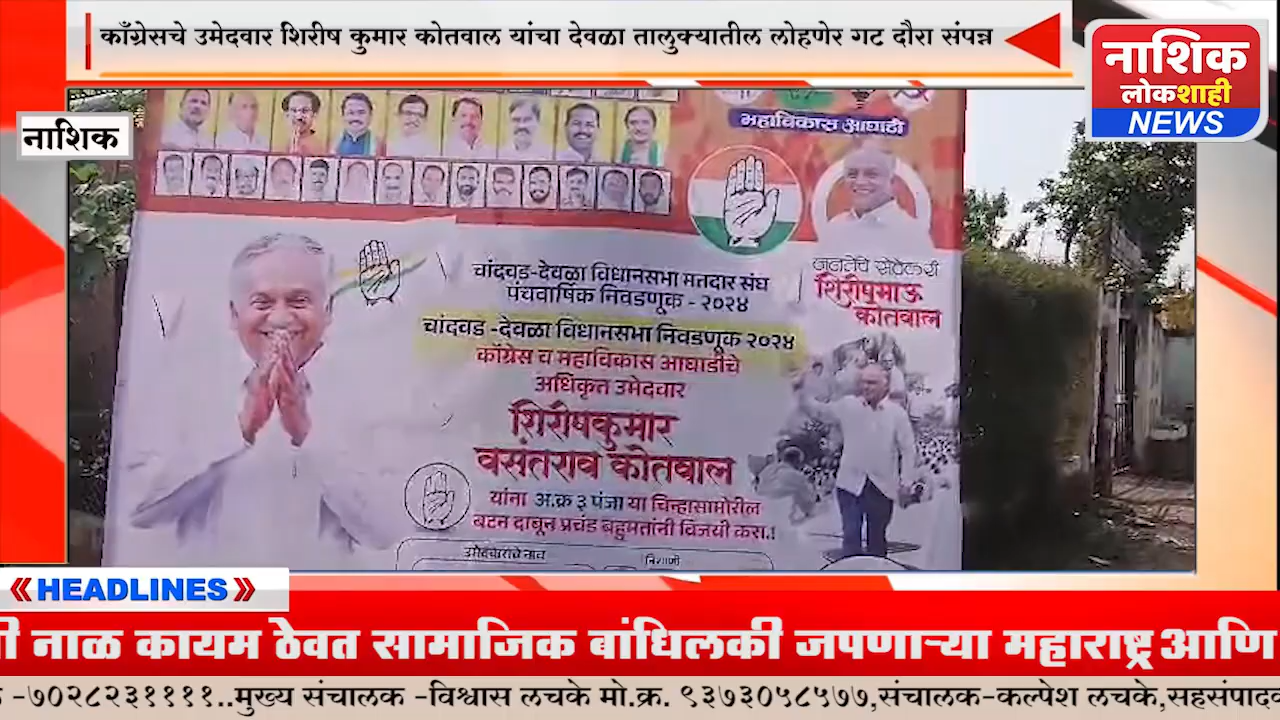 काँग्रेसचे उमेदवार शिरीष कुमार कोतवाल यांचा देवळा तालुक्यातील लोहणेर गट दौरा संपन्न
नाशिक
लोकशाही
NEWS
नाशिक
महाविकास आघाडी
चांदवड-देवळा विधानसभा मतदार संघ
पंचवार्षिक निवडणूक - २०२४
चांदवड -देवळा विधानसभा निवडणूक २०२४
काँग्रेस व महाविकास आघाडीचे
अधिकृत उमेदवार
शिरीषकुमार
वसंतराव कोतवाल
यांना अ.क्र ३ पंजा या चिन्हासमोरील
बटन दाबून प्रचंड बहुमतांनी विजयी करा.!
उमेदवाराचे नाव
निशाणी
जनतेचे सेवेकरी
शिरीषभाऊ
कोतवाल
HEADLINES
नाळ कायम ठेवत सामाजिक बांधिलकी जपणाऱ्या महाराष्ट्र आणि
-७०२८२३११११..मुख्य संचालक -विश्वास लचके मो.क्र. ९३७३०५८५७७,संचालक-कल्पेश लचके,सहसंपादक